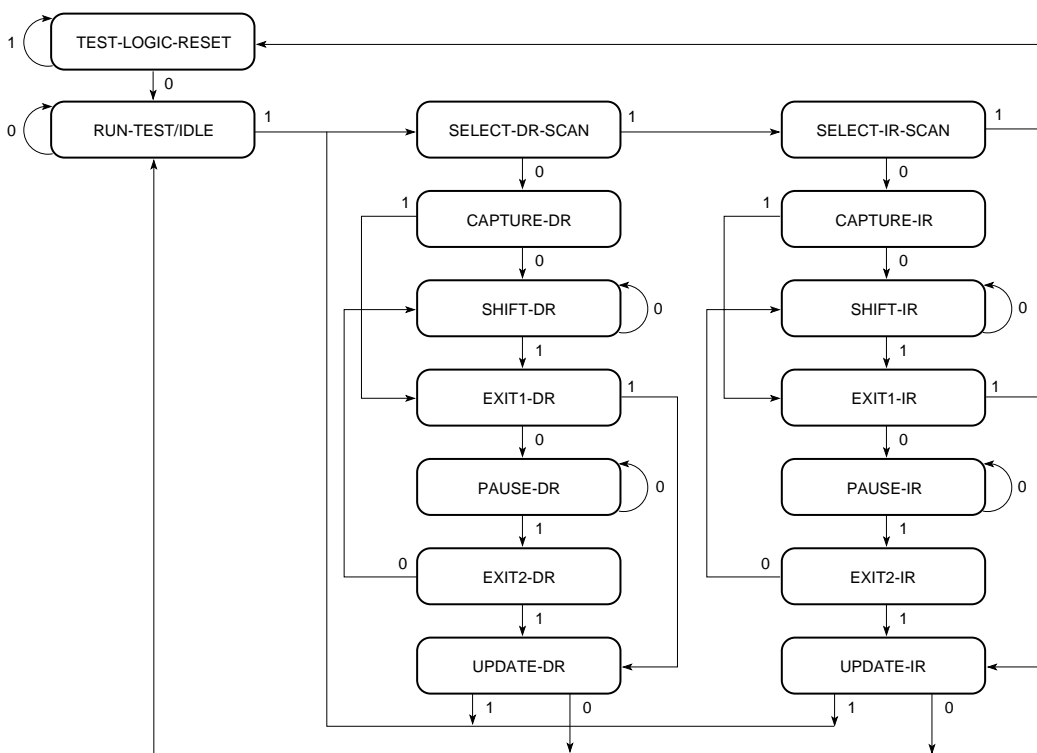 1 TEST-LOGIC-RESET
0
0 RUN-TEST/IDLE 1 SELECT-DR-SCAN 1 SELECT-IR-SCAN 1
0 0
1 CAPTURE-DR 1 CAPTURE-IR
0 0
SHIFT-DR 0 SHIFT-IR 0
1 1
EXIT1-DR 1 EXIT1-IR 1
0 0
PAUSE-DR 0 PAUSE-IR 0
1 1
0 EXIT2-DR 0 EXIT2-IR
1 1
UPDATE-DR UPDATE-IR
1 0 1 0